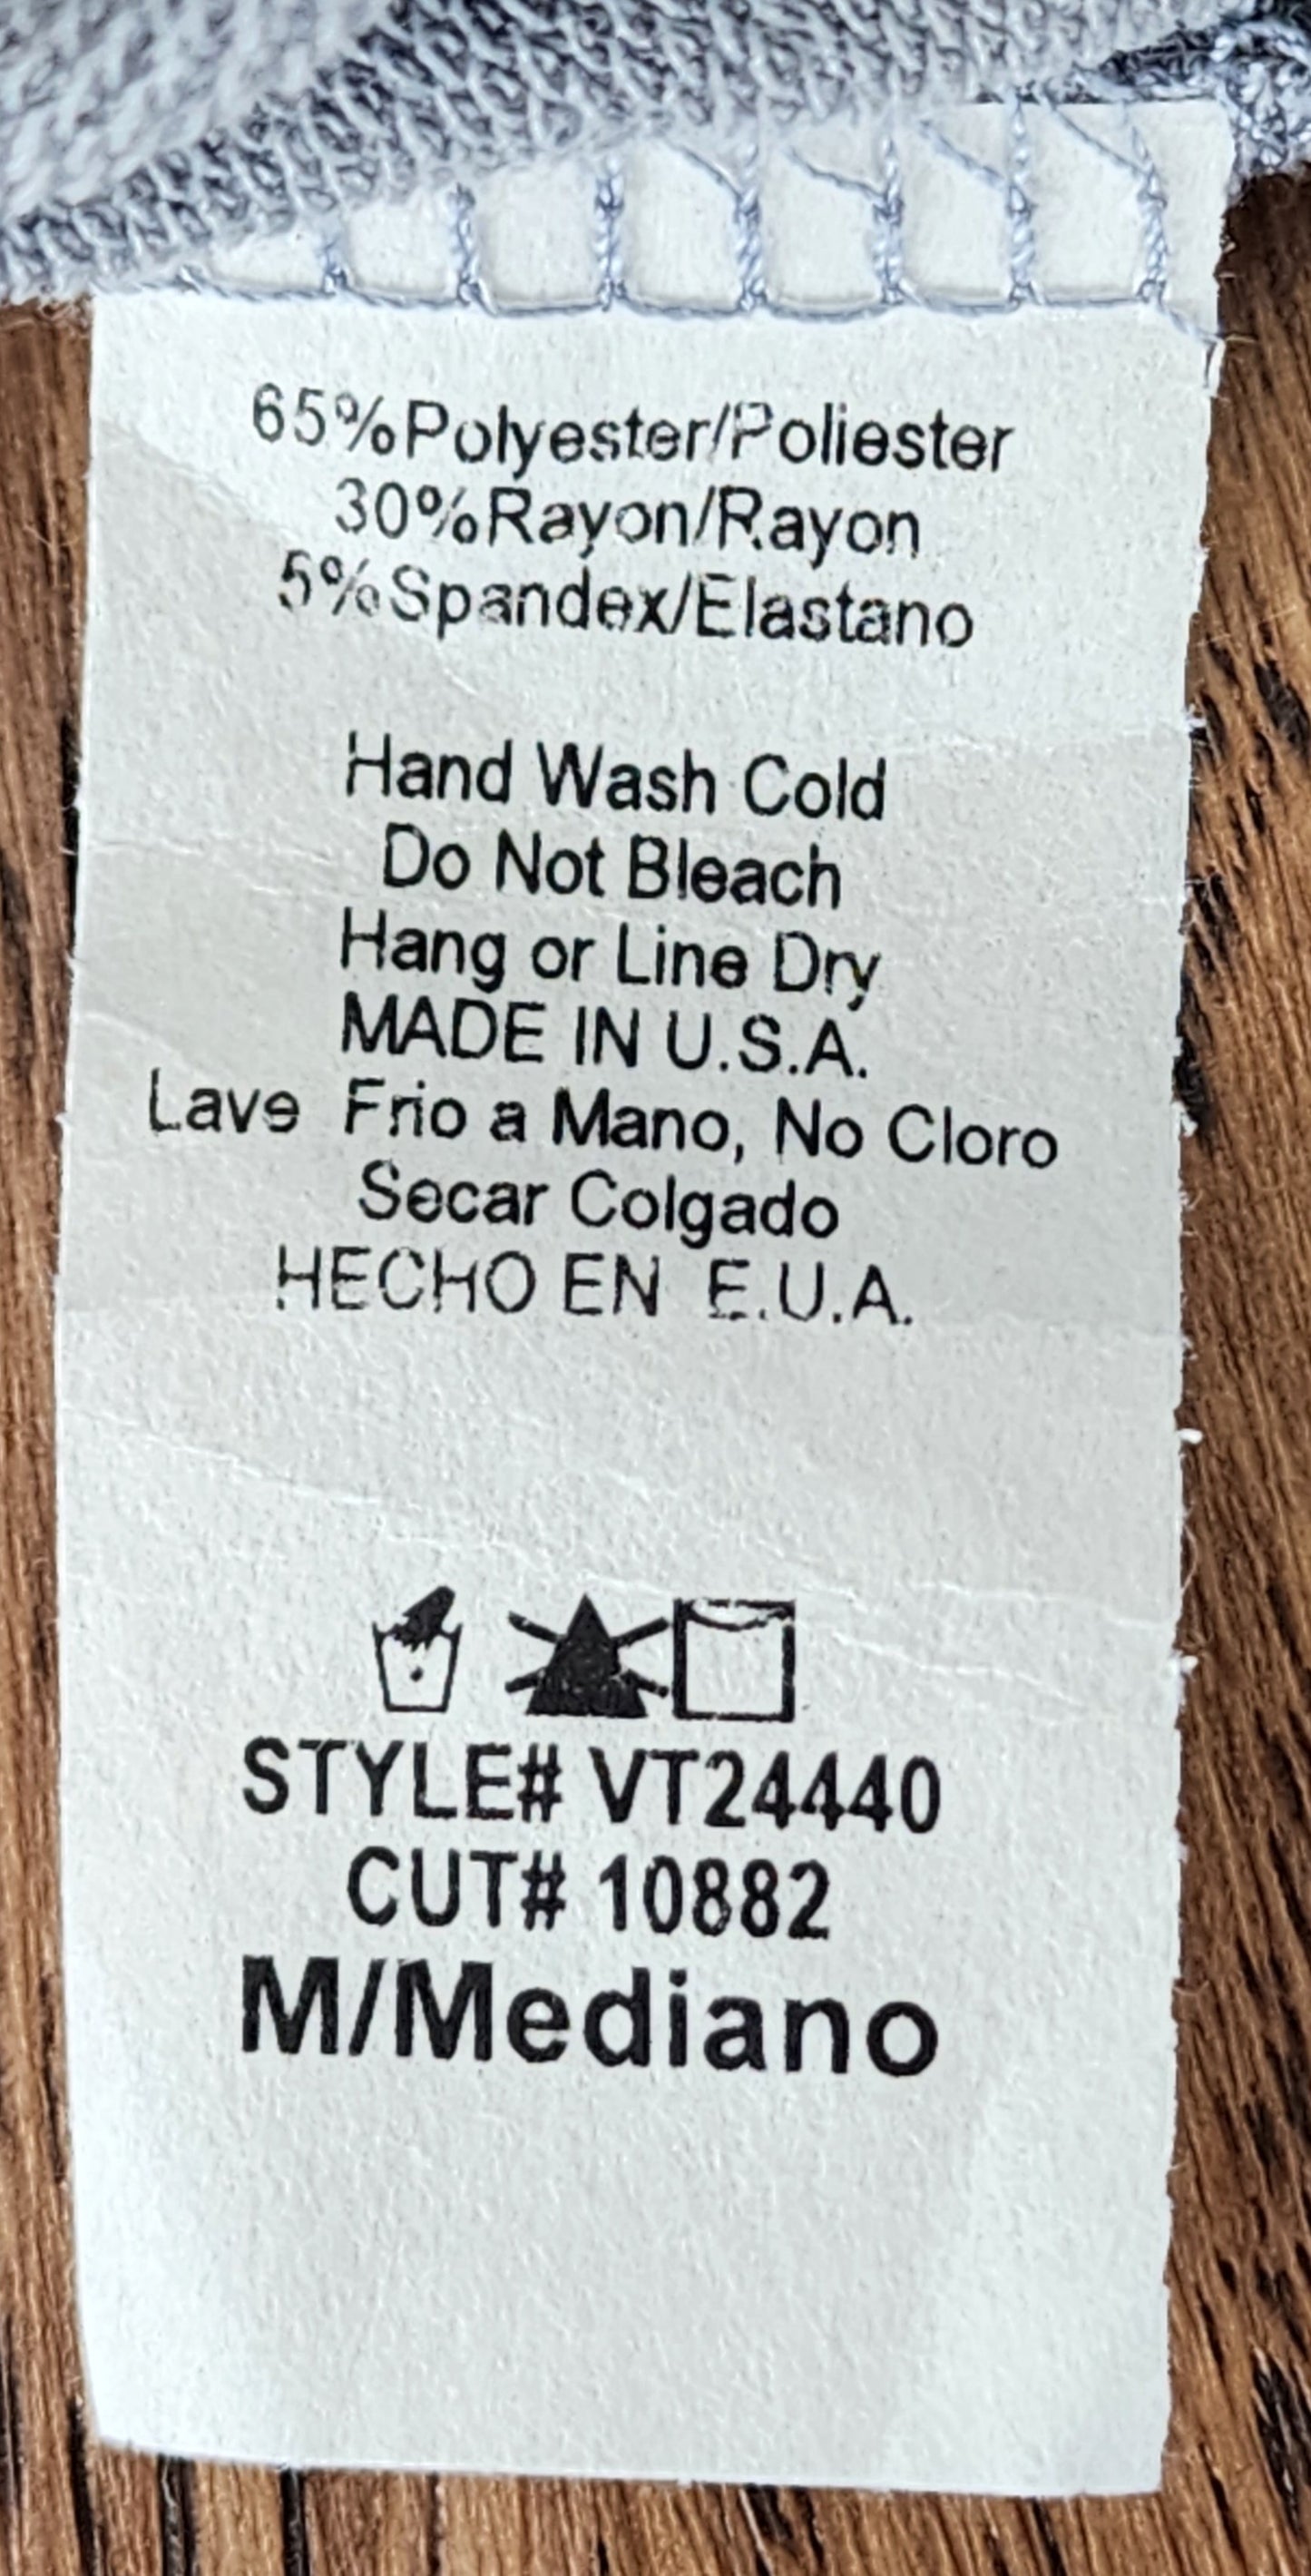 65%Polyester/Poliester
30%Rayon/Rayon
5%Spandex/Elastano
Hand Wash Cold
Do Not Bleach
Hang or Line Dry
MADE IN U.S.A.
Lave Frio a Mano, No Cloro
Secar Colgado
HECHO EN E.U.A.
STYLE# VT24440
CUT# 10882
M/Mediano